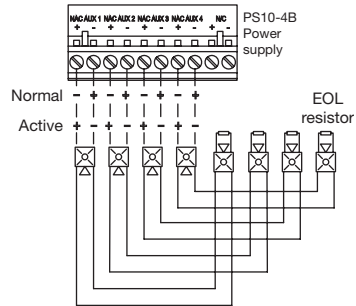 NAC AUX 1 NAC AUX 2 NAC AUX 3 NAC AUX 4 N/C
+ - + - + - + - + -
PS10-4B
Power
supply
Normal - + - + - + - +
Active + - + - + - + -
EOL
resistor